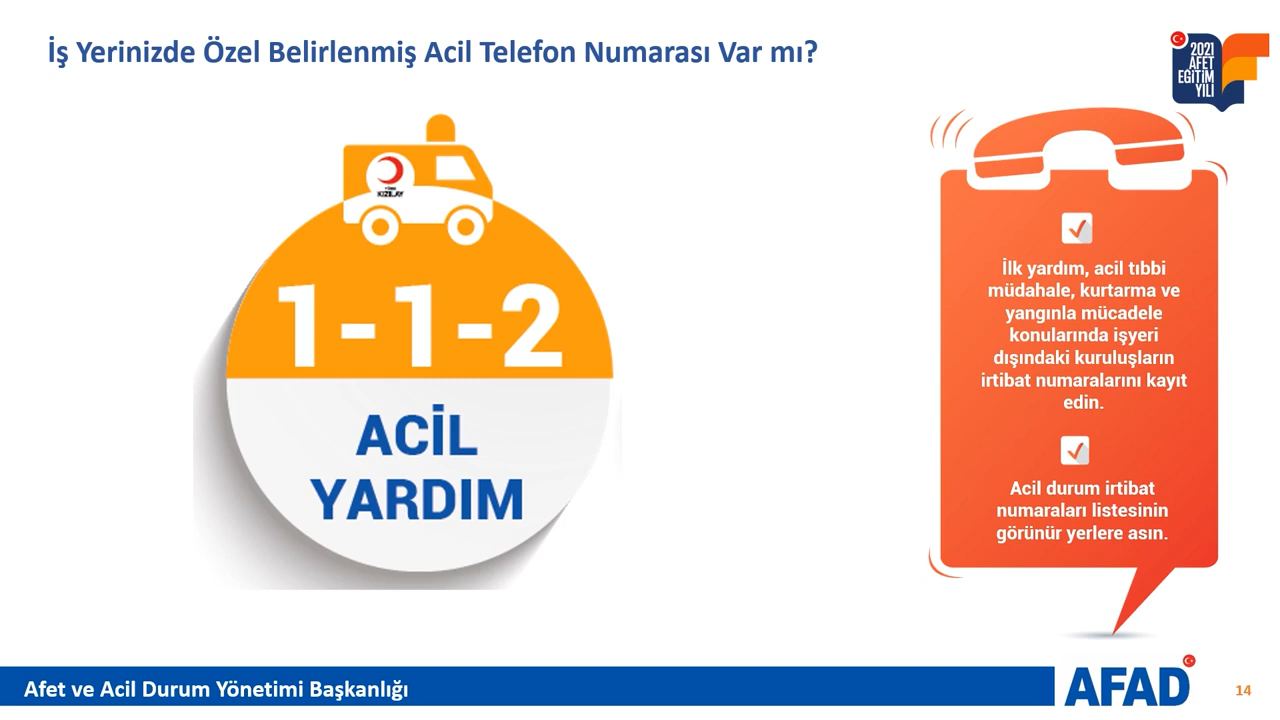 İş Yerinizde Özel Belirlenmiş Acil Telefon Numarası Var mı?
2021
AFET
EĞİTİM
YILI
KIZILAY
1-1-2
ACİL
YARDIM
İlk yardım, acil tıbbi
müdahale, kurtarma ve
yangınla mücadele
konularında işyeri
dışındaki kuruluşların
irtibat numaralarını kayıt
edin.
Acil durum irtibat
numaraları listesinin
görünür yerlere asın.
Afet ve Acil Durum Yönetimi Başkanlığı
AFAD
14